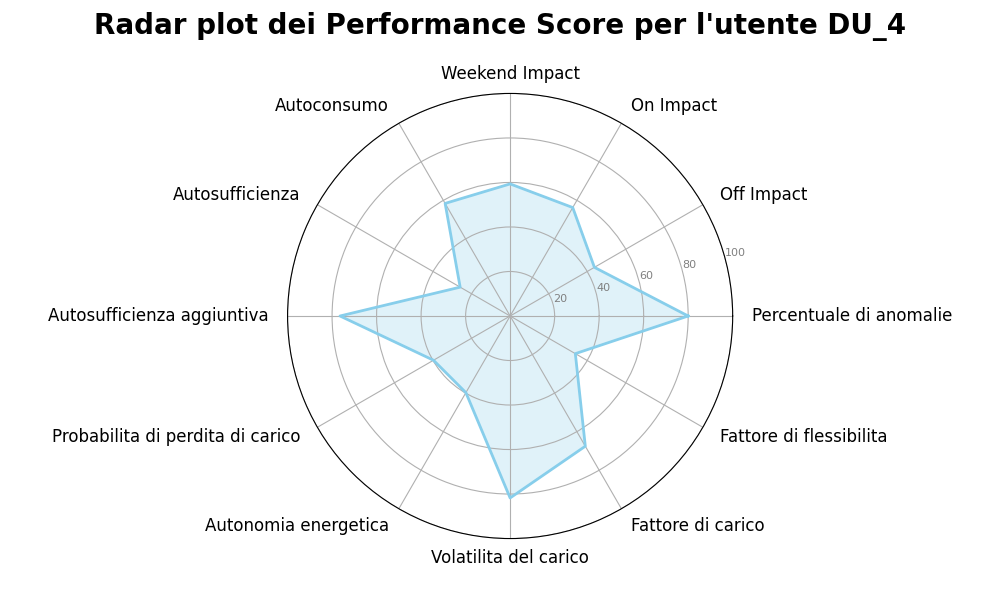 Radar plot dei Performance Score per l'utente DU_4
Weekend Impact
Autoconsumo
On Impact
Autosufficienza
Off Impact
100
80
60
40
20
Autosufficienza aggiuntiva
Percentuale di anomalie
Probabilita di perdita di carico
Fattore di flessibilita
Autonomia energetica
Fattore di carico
Volatilita del carico